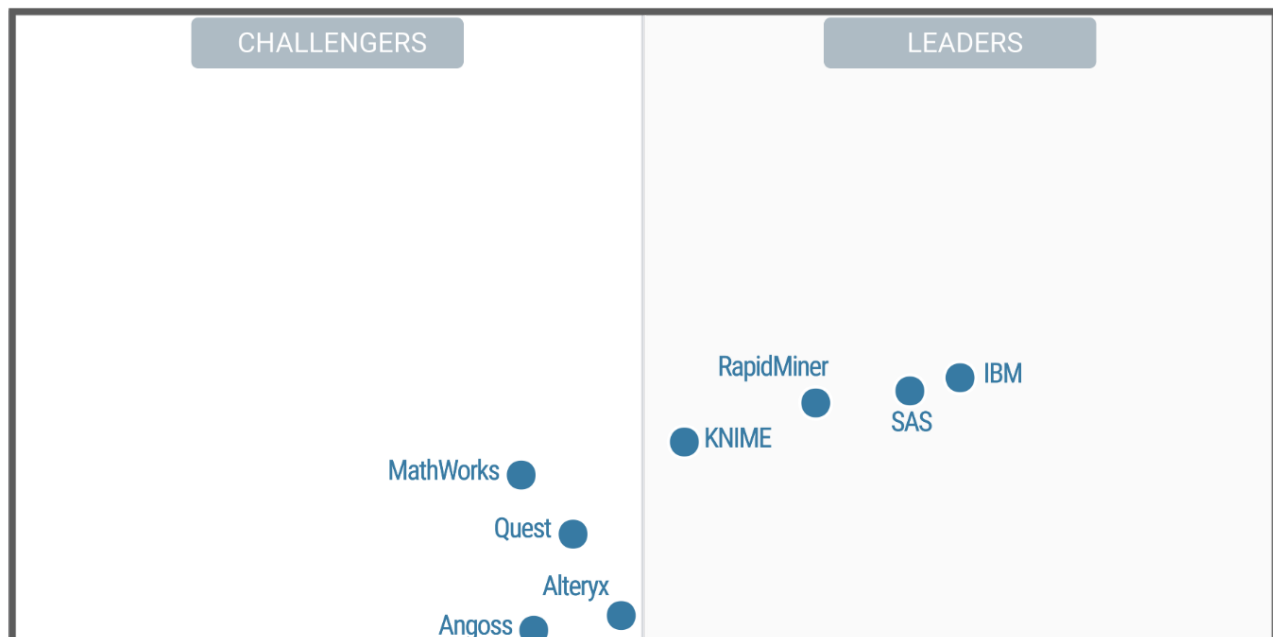 CHALLENGERS
LEADERS
RapidMiner
IBM
SAS
KNIME
MathWorks
Quest
Alteryx
Angoss